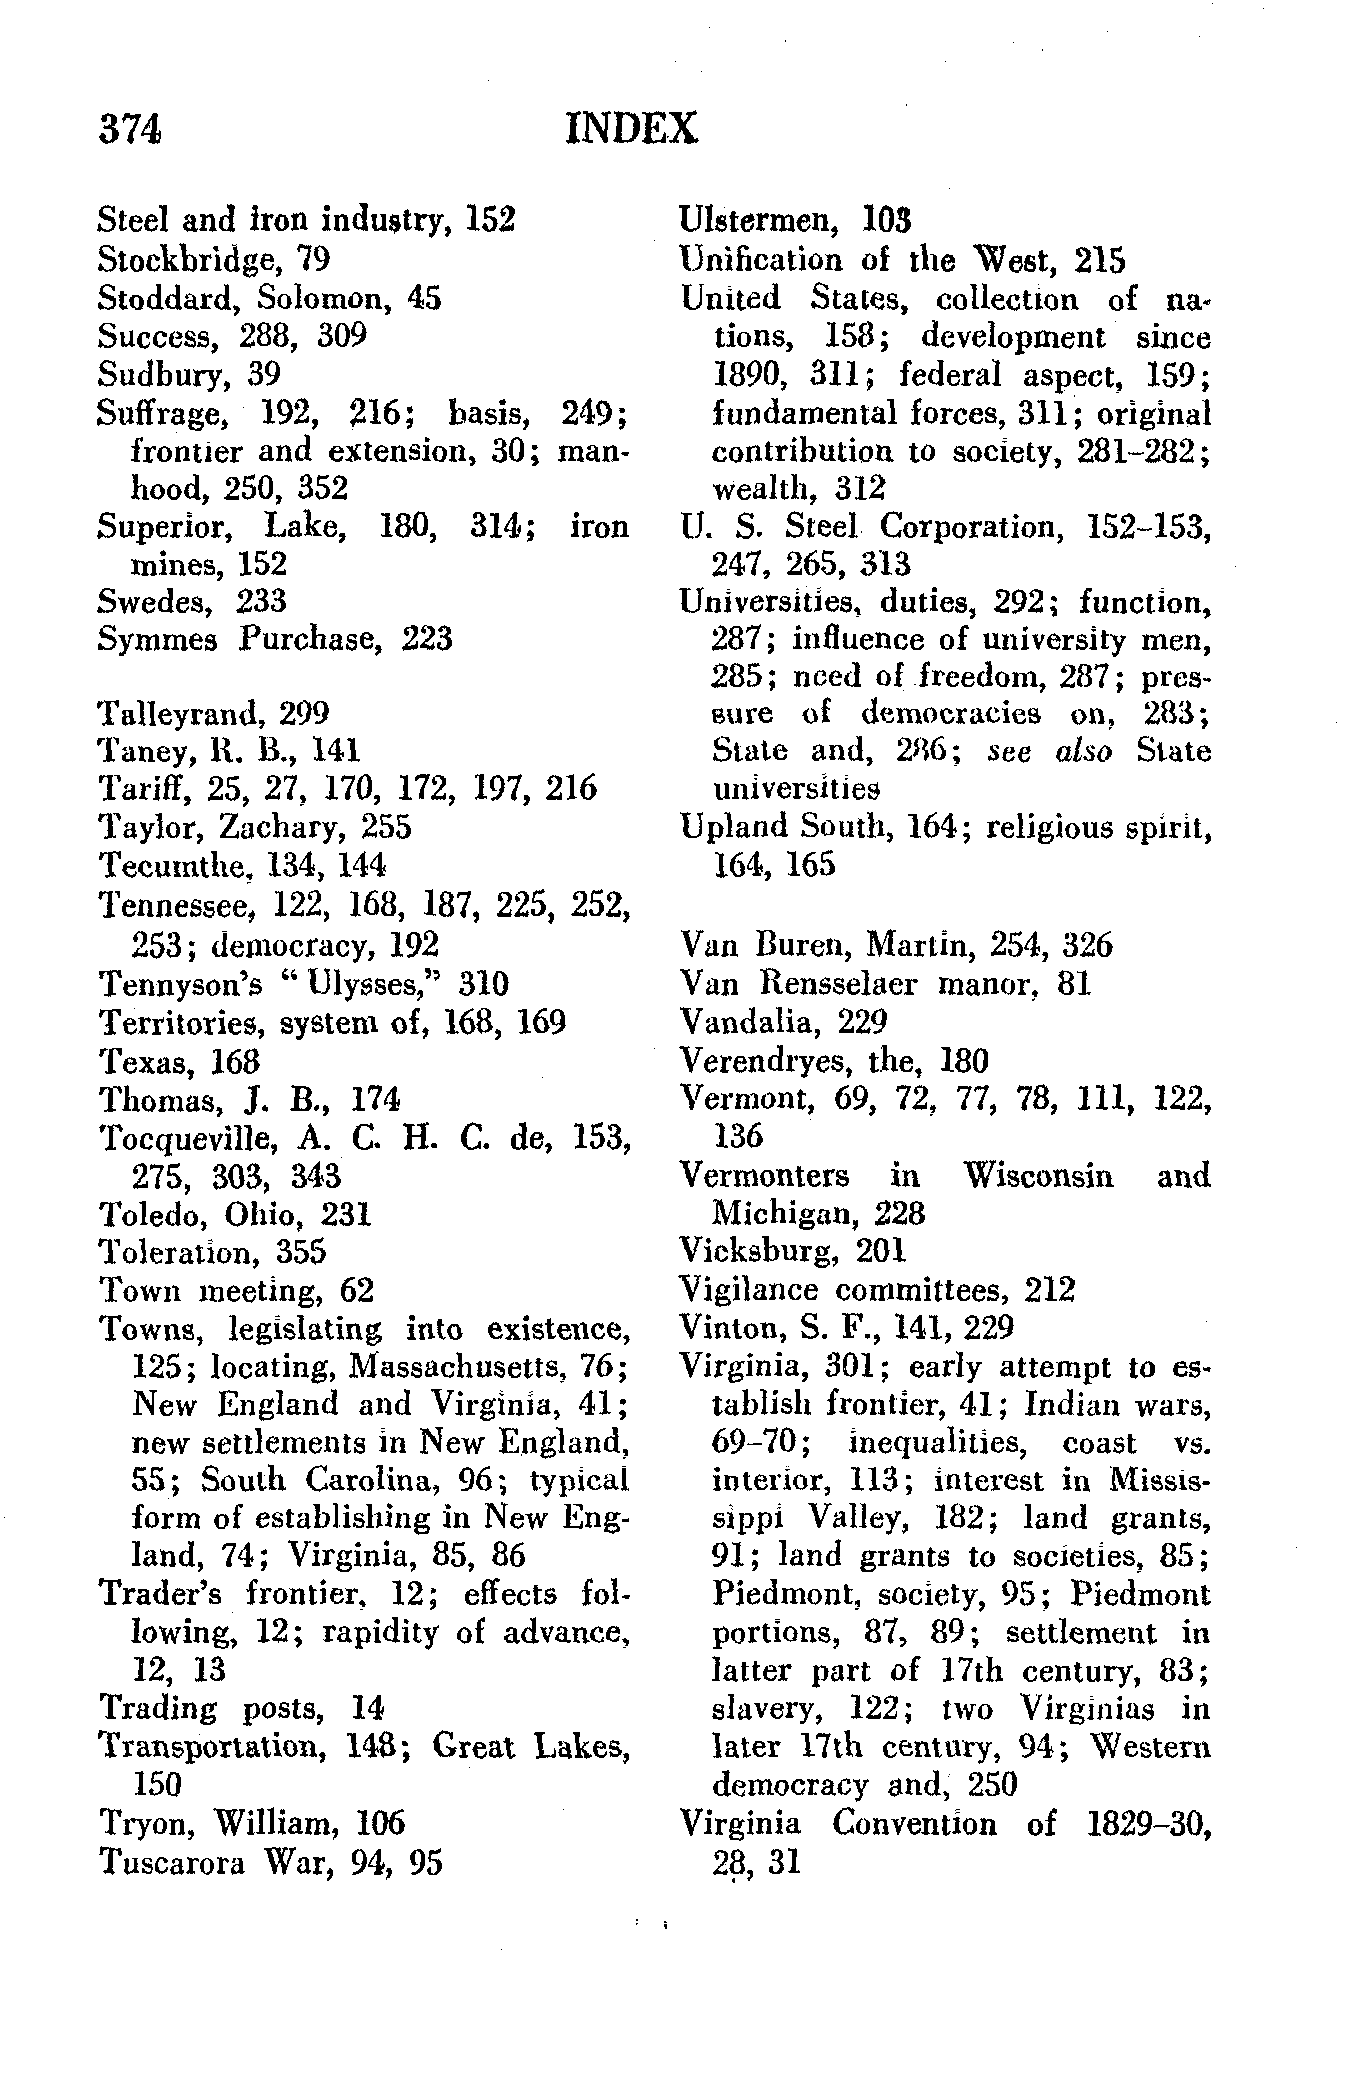 374 INDEX
Steel and iron industry, 152
Stockbridge, 79
Stoddard, Solomon, 45
Success, 288, 309
Sudbury, 39
Suffrage, 192, 216; basis, 249;
frontier and extension, 30; man-
hood, 250, 352
Superior, Lake, 180, 314; iron
mines, 152
Swedes, 233
Symmes Purchase, 223
Talleyrand, 299
Taney, R. B., 141
Tariff, 25, 27, 170, 172, 197, 216
Taylor, Zachary, 255
Tecumthe, 134, 144
Tennessee, 122, 168, 187, 225, 252,
253; democracy, 192
Tennyson's "Ulysses," 310
Territories, system of, 168, 169
Texas, 168
Thomas, J. B., 174
Tocqueville, A. C. H. C. de, 153,
275, 303, 343
Toledo, Ohio, 231
Toleration, 355
Town meeting, 62
Towns, legislating into existence,
125; locating, Massachusetts, 76;
New England and Virginia, 41;
new settlements in New England,
55; South Carolina, 96; typical
form of establishing in New Eng-
land, 74; Virginia, 85, 86
Trader's frontier, 12; effects fol-
lowing, 12; rapidity of advance,
12, 13
Trading posts, 14
Transportation, 148; Great Lakes,
150
Tryon, William, 106
Tuscarora War, 94, 95
Ulstermen, 103
Unification of the West, 215
United States, collection of na-
tions, 158; development since
1890, 311; federal aspect, 159;
fundamental forces, 311; original
contribution to society, 281–282;
wealth, 312
U. S. Steel Corporation, 152–153,
247, 265, 313
Universities, duties, 292; function,
287; influence of university men,
285; need of freedom, 287; pres-
sure of democracies on, 283;
State and, 286; see also State
universities
Upland South, 164; religious spirit,
164, 165
Van Buren, Martin, 254, 326
Van Rensselaer manor, 81
Vandalia, 229
Verendryes, the, 180
Vermont, 69, 72, 77, 78, 111, 122,
136
Vermonters in Wisconsin and
Michigan, 228
Vicksburg, 201
Vigilance committees, 212
Vinton, S. F., 141, 229
Virginia, 301; early attempt to es-
tablish frontier, 41; Indian wars,
69–70; inequalities, coast vs.
interior, 113; interest in Missis-
sippi Valley, 182; land grants,
91; land grants to societies, 85;
Piedmont, society, 95; Piedmont
portions, 87, 89; settlement in
latter part of 17th century, 83;
slavery, 122; two Virginias in
later 17th century, 94; Western
democracy and, 250
Virginia Convention of 1829–30,
28, 31